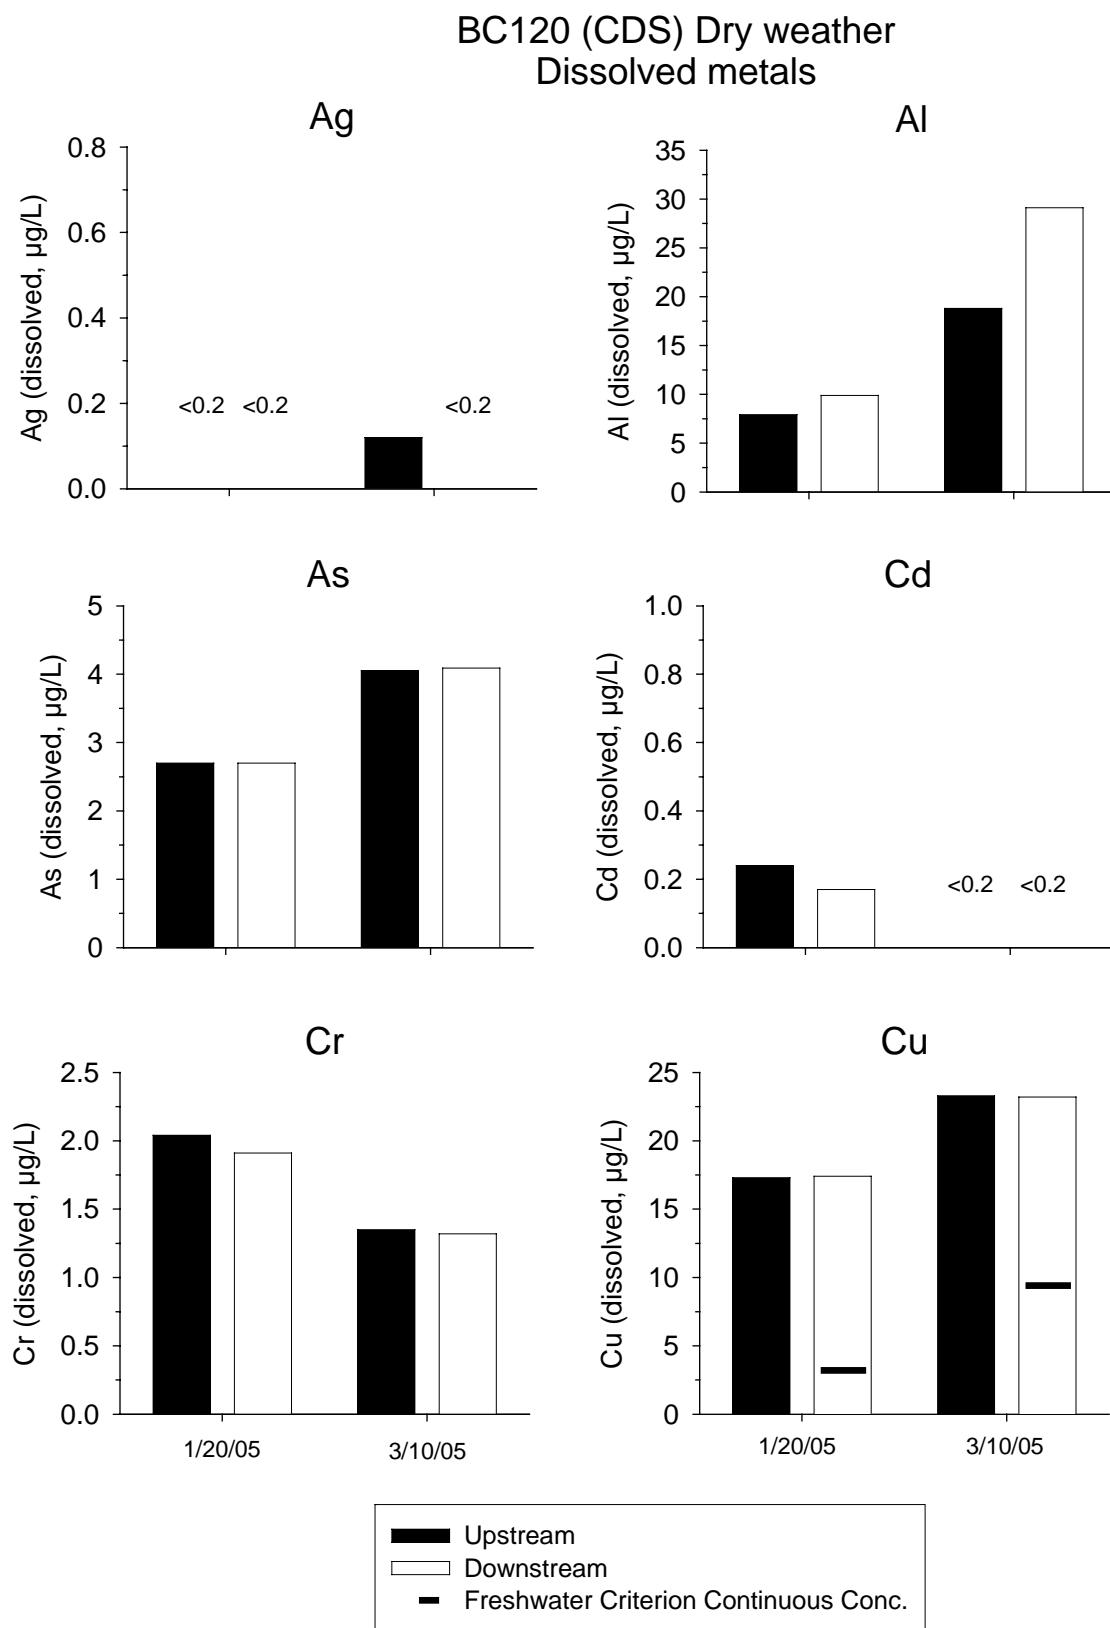 BC120 (CDS) Dry weather
Dissolved metals
Ag
Ag (dissolved, µg/L)
0.8
0.6
0.4
0.2
0.0
<0.2 <0.2 <0.2
Al
Al (dissolved, µg/L)
35
30
25
20
15
10
5
0
As
As (dissolved, µg/L)
5
4
3
2
1
0
Cd
Cd (dissolved, µg/L)
1.0
0.8
0.6
0.4
0.2
0.0
<0.2 <0.2
Cr
Cr (dissolved, µg/L)
2.5
2.0
1.5
1.0
0.5
0.0
1/20/05 3/10/05
Cu
Cu (dissolved, µg/L)
25
20
15
10
5
0
1/20/05 3/10/05
Upstream
Downstream
Freshwater Criterion Continuous Conc.